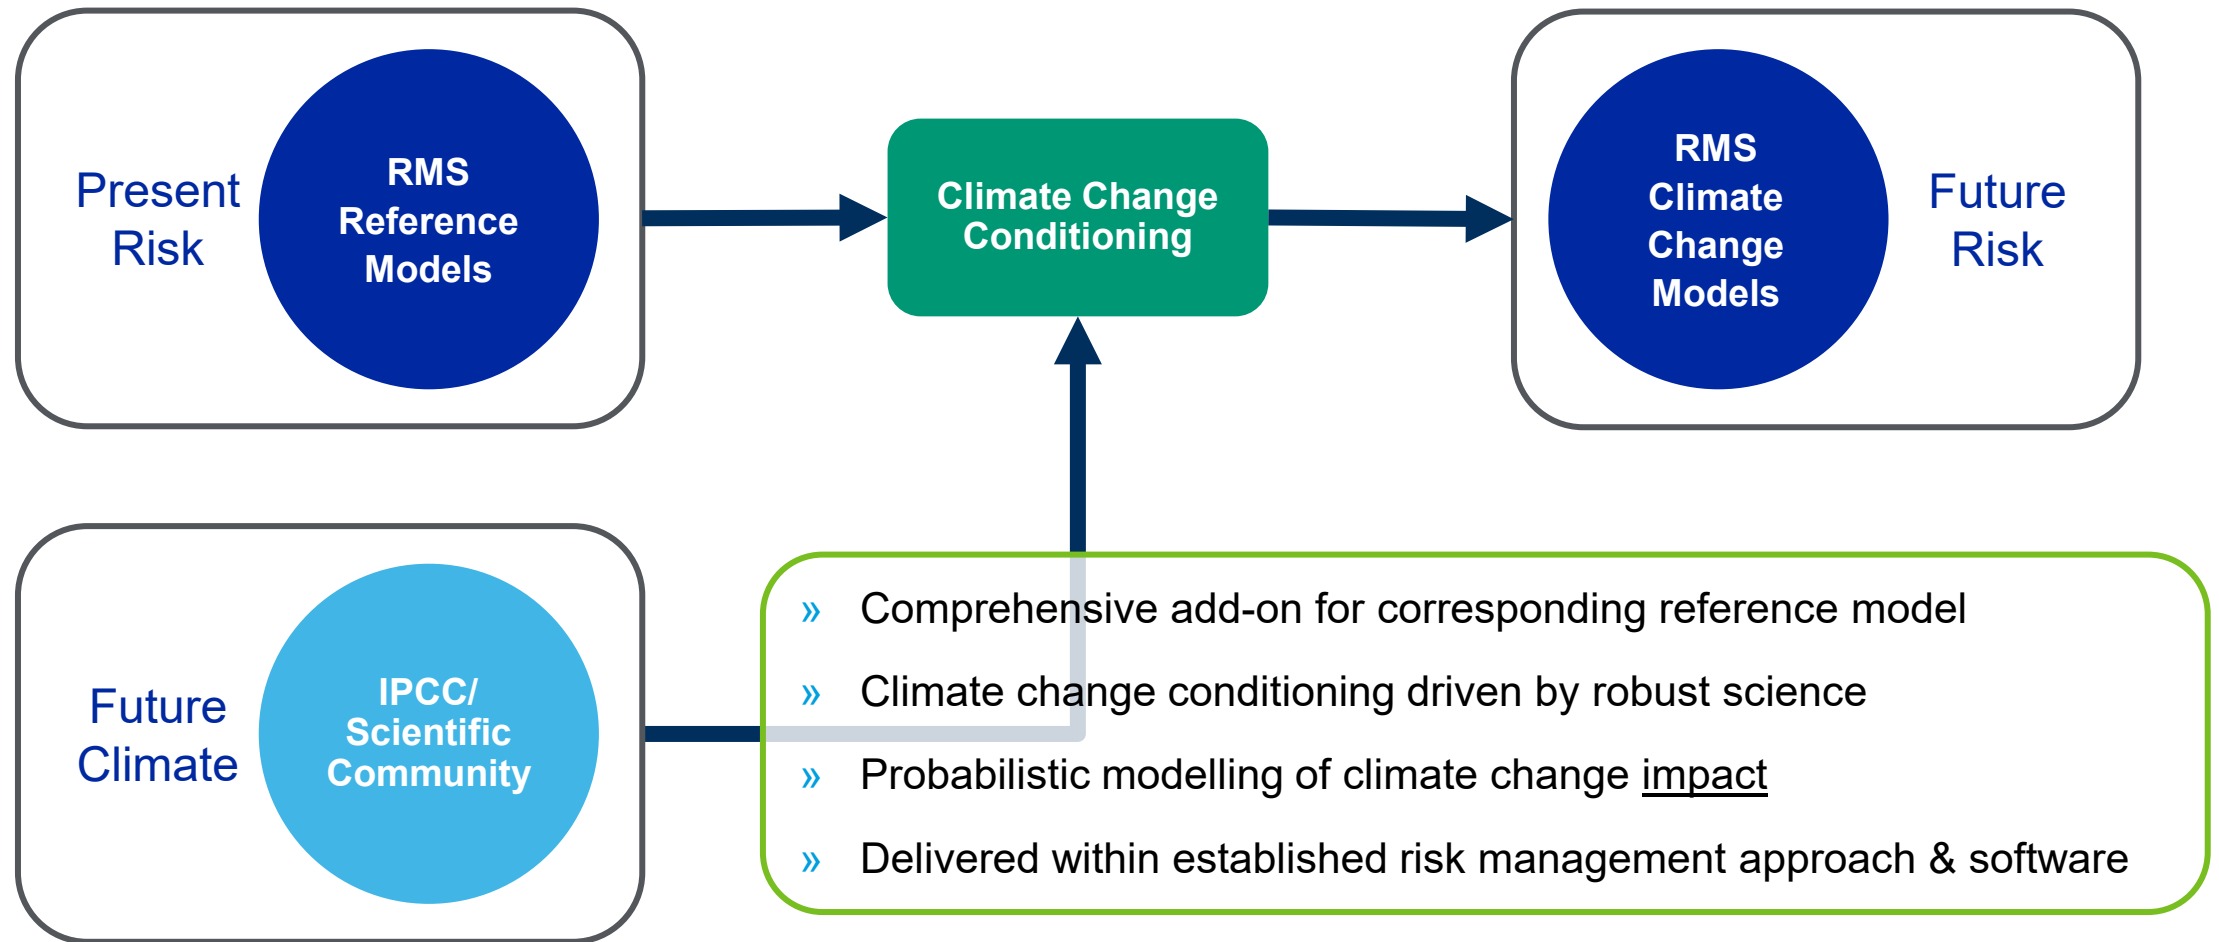 Present
Risk
RMS
Reference
Models
Climate Change
Conditioning
RMS
Climate
Change
Models
Future
Risk
Future
Climate
IPCC/
Scientific
Community
» Comprehensive add-on for corresponding reference model
» Climate change conditioning driven by robust science
» Probabilistic modelling of climate change impact
» Delivered within established risk management approach & software